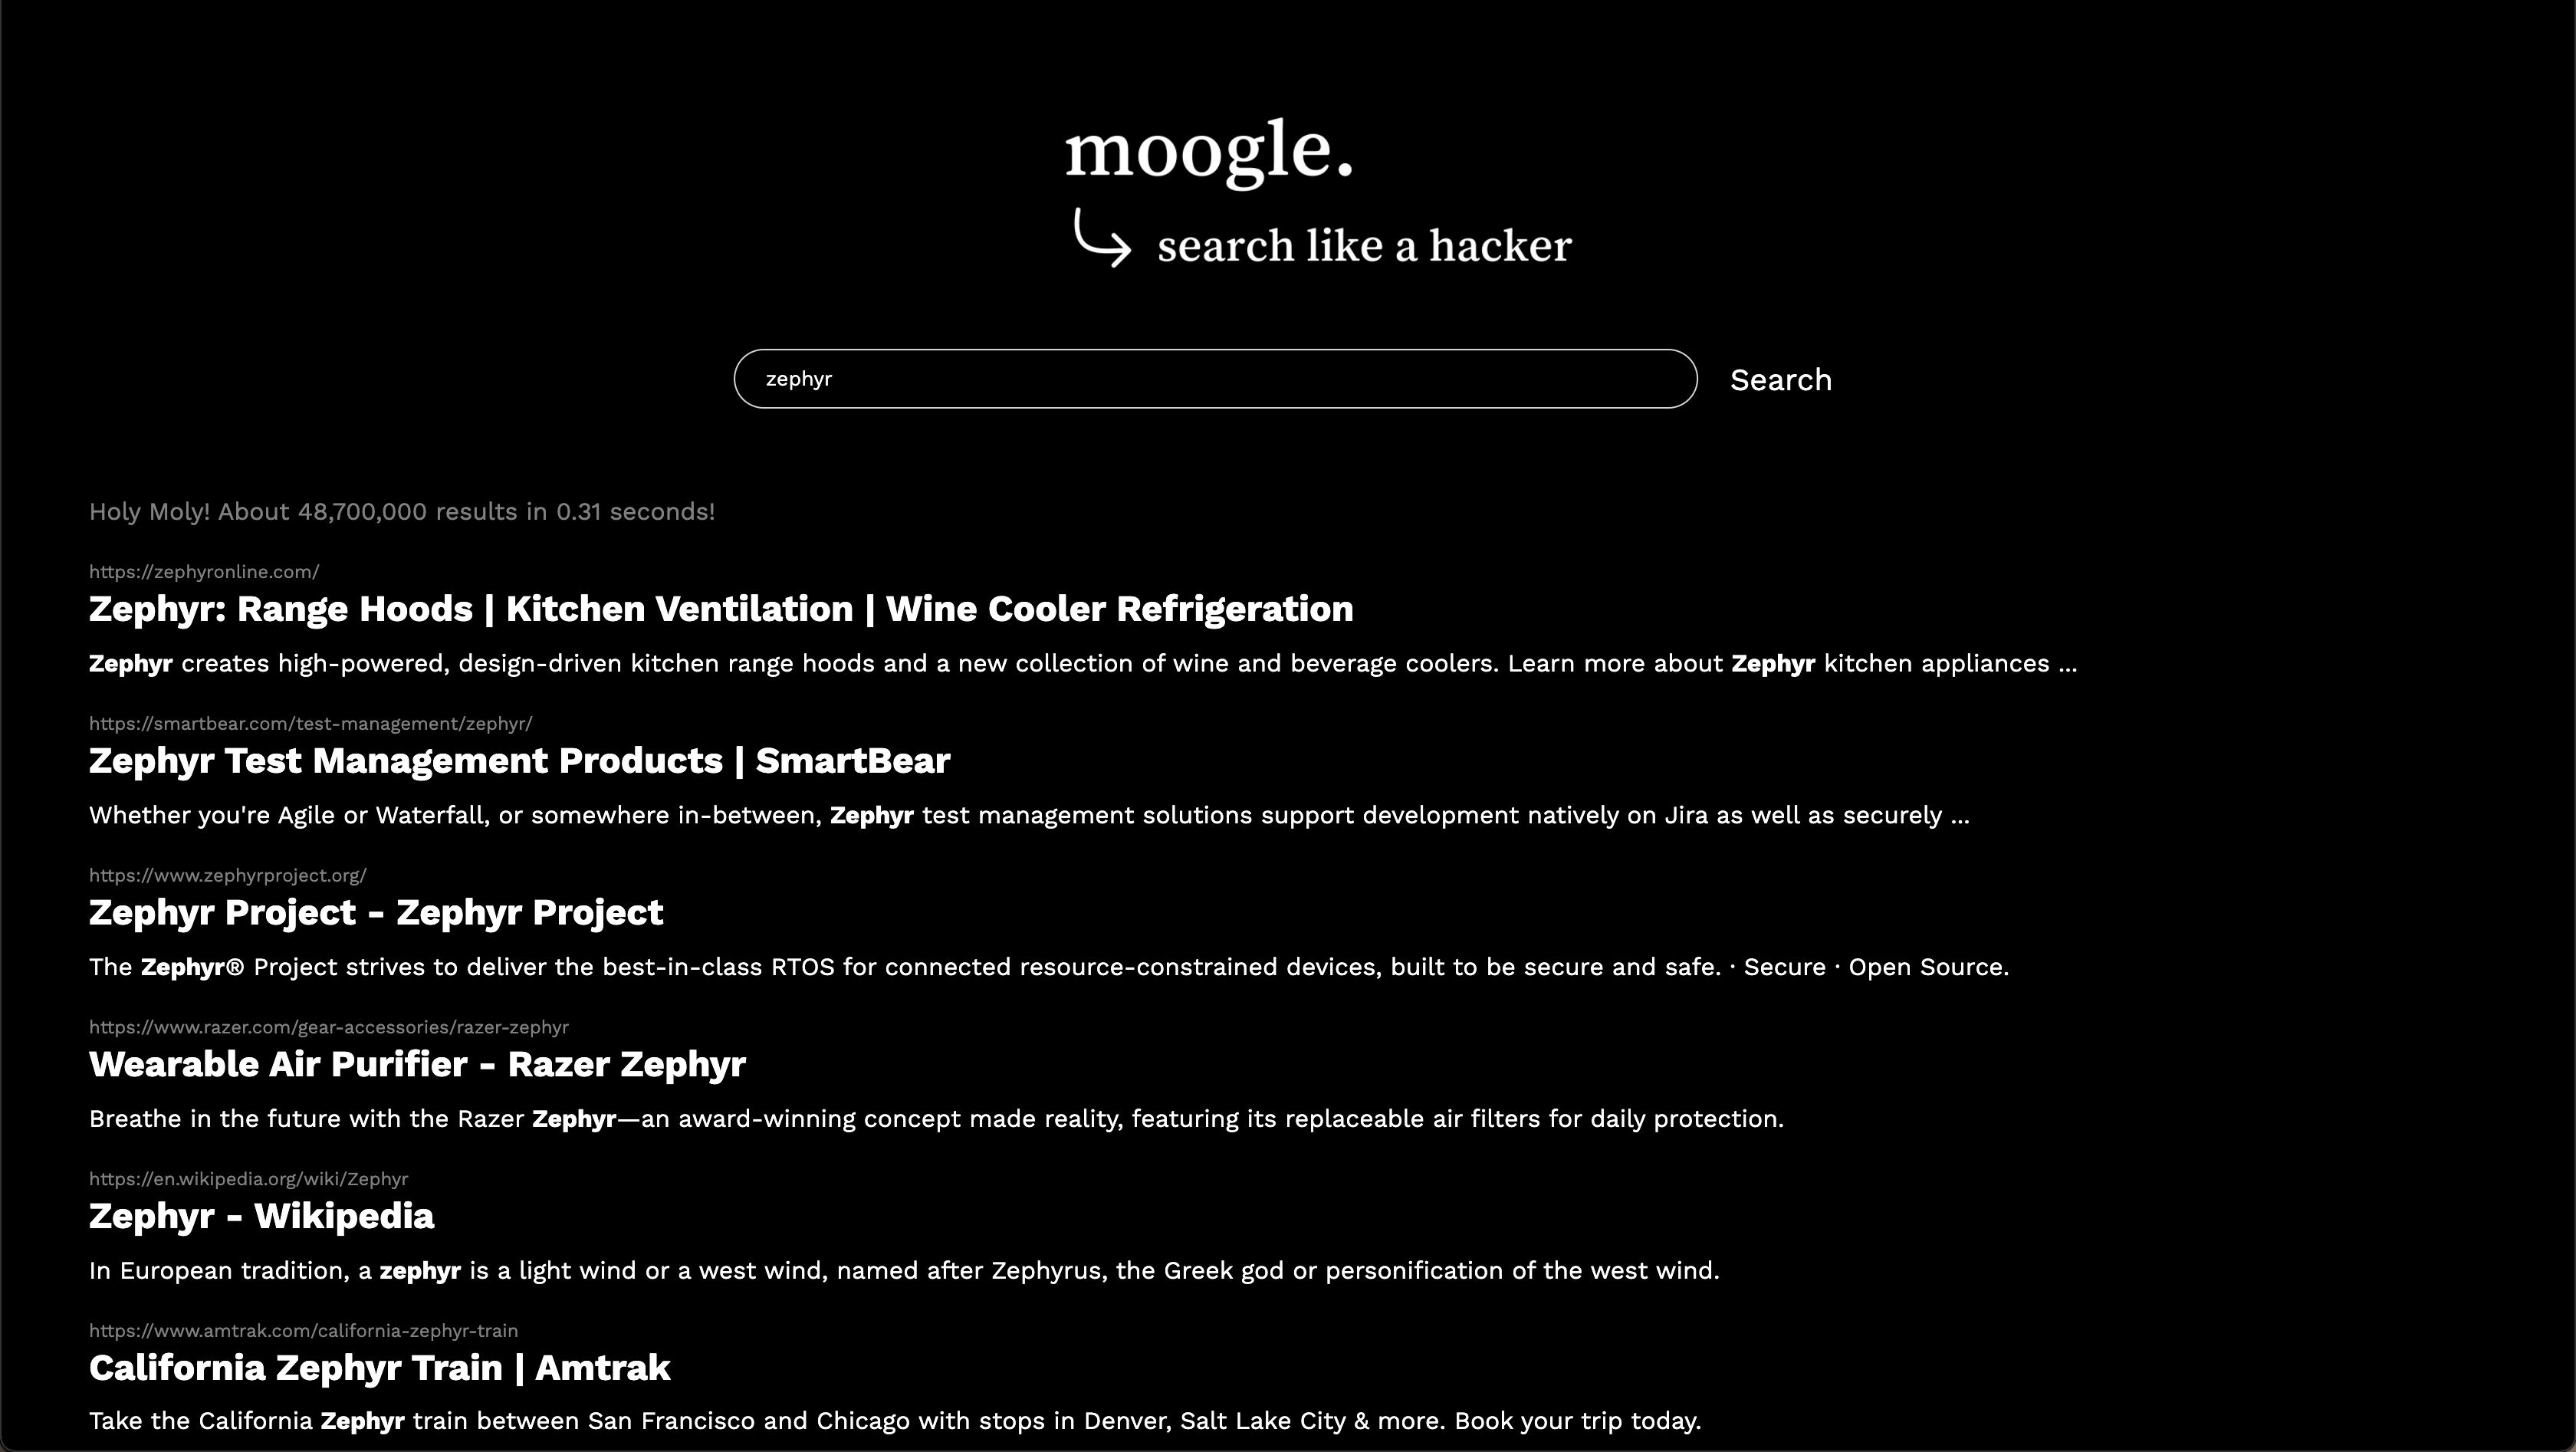 moogle.
search like a hacker
zephyr
Search
Holy Moly! About 48,700,000 results in 0.31 seconds!
https://zephyronline.com/
Zephyr: Range Hoods | Kitchen Ventilation | Wine Cooler Refrigeration
Zephyr creates high-powered, design-driven kitchen range hoods and a new collection of wine and beverage coolers. Learn more about Zephyr kitchen appliances ...
https://smartbear.com/test-management/zephyr/
Zephyr Test Management Products | SmartBear
Whether you're Agile or Waterfall, or somewhere in-between, Zephyr test management solutions support development natively on Jira as well as securely ...
https://www.zephyrproject.org/
Zephyr Project - Zephyr Project
The Zephyr® Project strives to deliver the best-in-class RTOS for connected resource-constrained devices, built to be secure and safe. · Secure · Open Source.
https://www.razer.com/gear-accessories/razer-zephyr
Wearable Air Purifier - Razer Zephyr
Breathe in the future with the Razer Zephyr—an award-winning concept made reality, featuring its replaceable air filters for daily protection.
https://en.wikipedia.org/wiki/Zephyr
Zephyr - Wikipedia
In European tradition, a zephyr is a light wind or a west wind, named after Zephyrus, the Greek god or personification of the west wind.
https://www.amtrak.com/california-zephyr-train
California Zephyr Train | Amtrak
Take the California Zephyr train between San Francisco and Chicago with stops in Denver, Salt Lake City & more. Book your trip today.